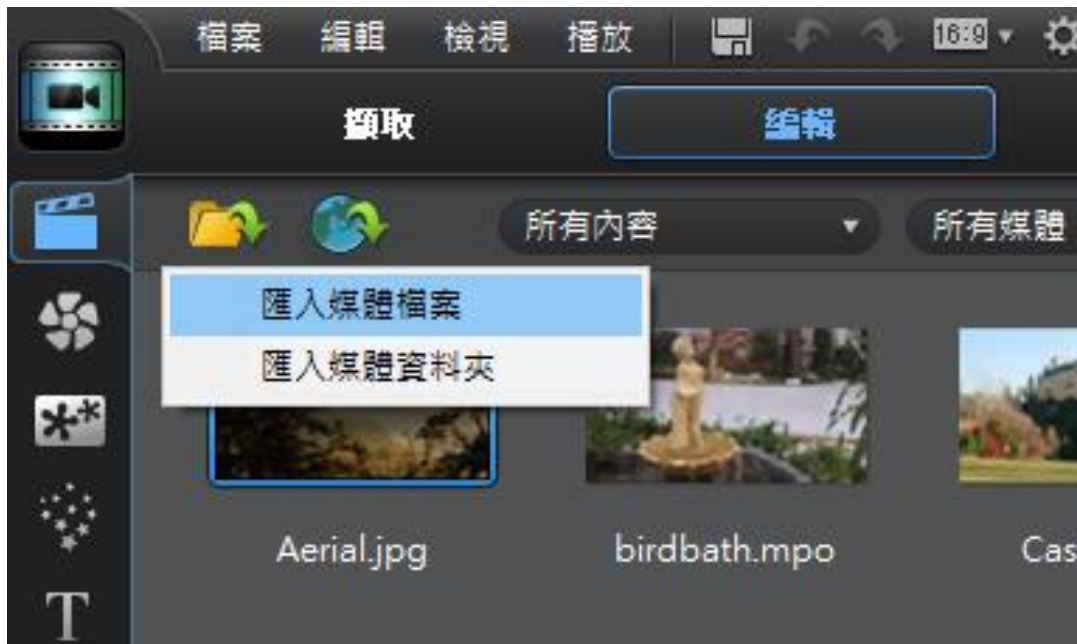 檔案 編輯 檢視 播放 16:9
擷取 編輯
所有內容 所有媒體
匯入媒體檔案
匯入媒體資料夾
Aerial.jpg birdbath.mpo Cas
T